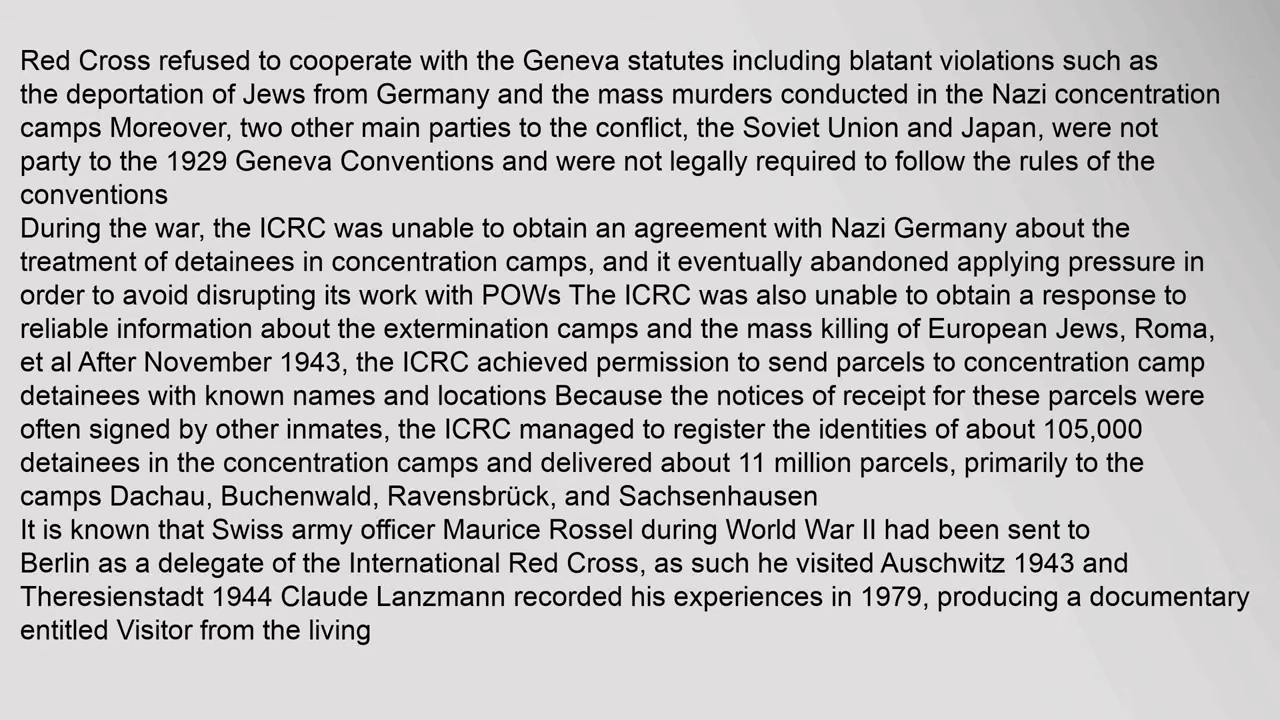 Red Cross refused to cooperate with the Geneva statutes including blatant violations such as
the deportation of Jews from Germany and the mass murders conducted in the Nazi concentration
camps Moreover, two other main parties to the conflict, the Soviet Union and Japan, were not
party to the 1929 Geneva Conventions and were not legally required to follow the rules of the
conventions
During the war, the ICRC was unable to obtain an agreement with Nazi Germany about the
treatment of detainees in concentration camps, and it eventually abandoned applying pressure in
order to avoid disrupting its work with POWs The ICRC was also unable to obtain a response to
reliable information about the extermination camps and the mass killing of European Jews, Roma,
et al After November 1943, the ICRC achieved permission to send parcels to concentration camp
detainees with known names and locations Because the notices of receipt for these parcels were
often signed by other inmates, the ICRC managed to register the identities of about 105,000
detainees in the concentration camps and delivered about 11 million parcels, primarily to the
camps Dachau, Buchenwald, Ravensbrück, and Sachsenhausen
It is known that Swiss army officer Maurice Rossel during World War II had been sent to
Berlin as a delegate of the International Red Cross, as such he visited Auschwitz 1943 and
Theresienstadt 1944 Claude Lanzmann recorded his experiences in 1979, producing a documentary
entitled Visitor from the living